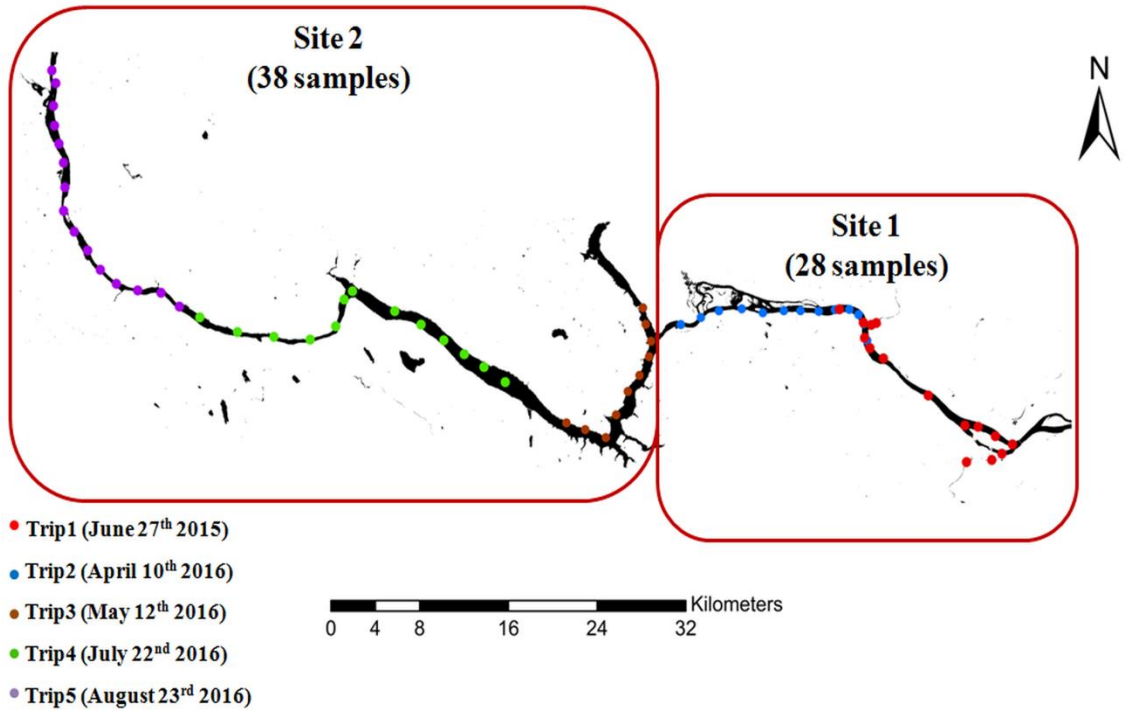 Site 2
(38 samples)
N
Site 1
(28 samples)
Trip1 (June 27th 2015)
Trip2 (April 10th 2016)
Trip3 (May 12th 2016)
Trip4 (July 22nd 2016)
Trip5 (August 23rd 2016)
Kilometers
0 4 8 16 24 32